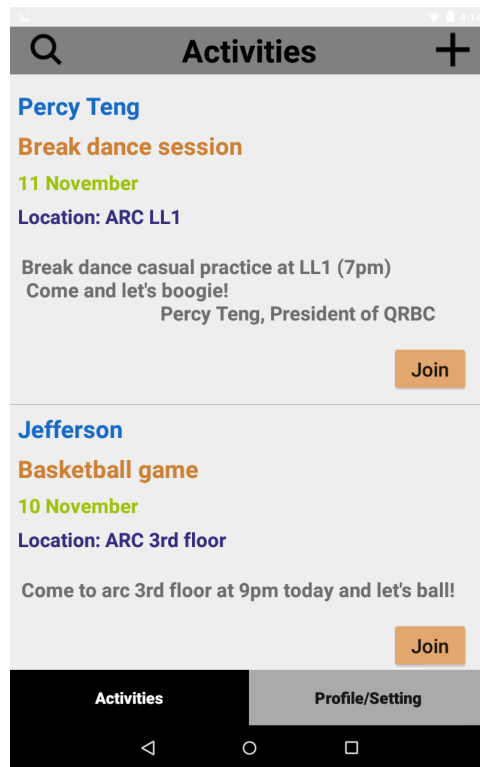 4:14
Activities
Percy Teng
Break dance session
11 November
Location: ARC LL1
Break dance casual practice at LL1 (7pm)
Come and let's boogie!
Percy Teng, President of QRBC
Join
Jefferson
Basketball game
10 November
Location: ARC 3rd floor
Come to arc 3rd floor at 9pm today and let's ball!
Join
Activities
Profile/Setting